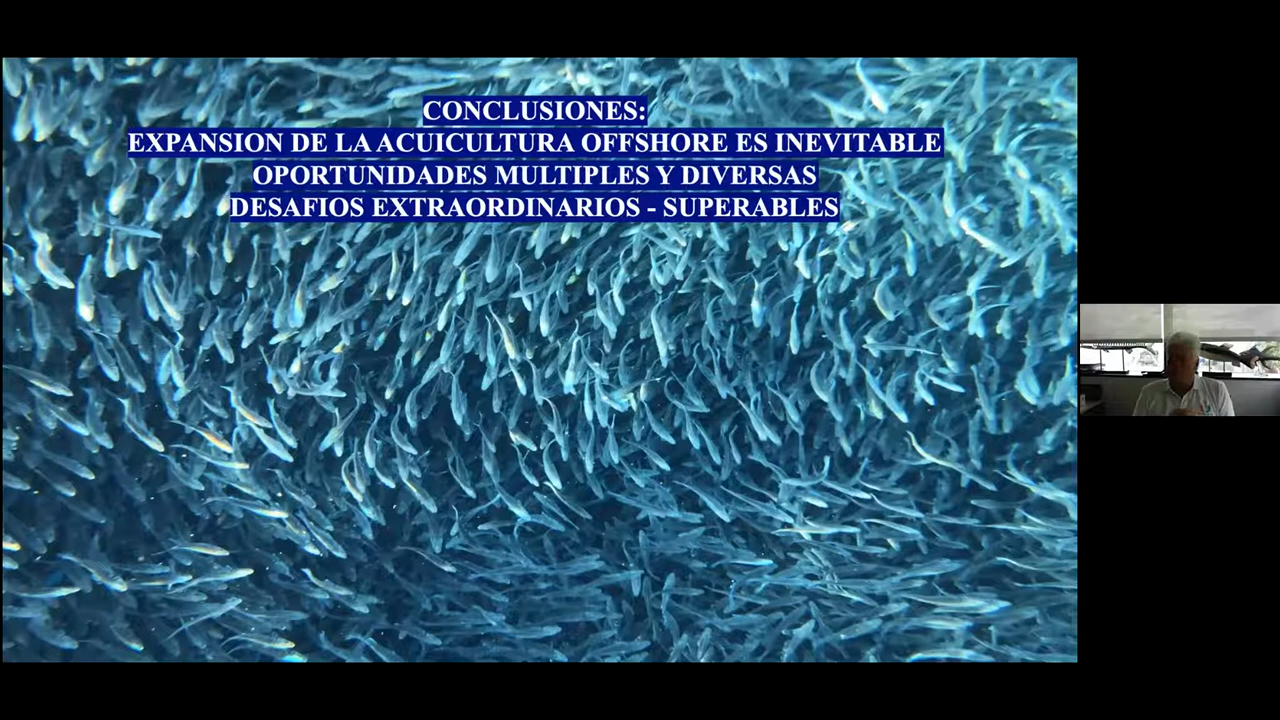 CONCLUSIONES:
EXPANSION DE LA ACUICULTURA OFFSHORE ES INEVITABLE
OPORTUNIDADES MULTIPLES Y DIVERSAS
DESAFIOS EXTRAORDINARIOS - SUPERABLES